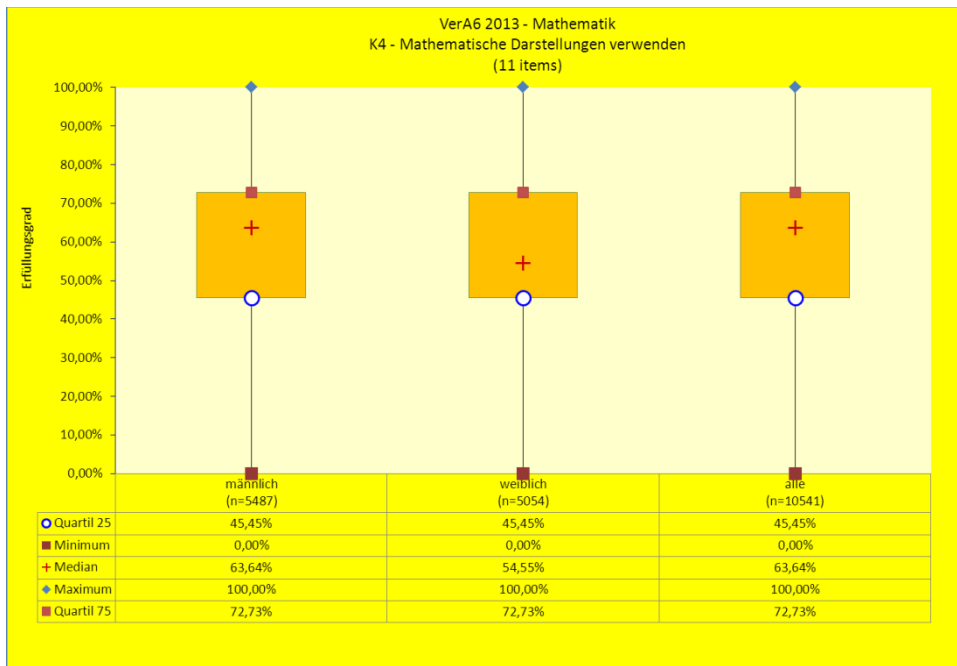 VerA6 2013 - Mathematik
K4 - Mathematische Darstellungen verwenden
(11 items)
Erfüllungsgrad
100,00%
90,00%
80,00%
70,00%
60,00%
50,00%
40,00%
30,00%
20,00%
10,00%
0,00%
männlich weiblich alle
(n=5487) (n=5054) (n=10541)
Quartil 25 45,45% 45,45% 45,45%
Minimum 0,00% 0,00% 0,00%
Median 63,64% 54,55% 63,64%
Maximum 100,00% 100,00% 100,00%
Quartil 75 72,73% 72,73% 72,73%